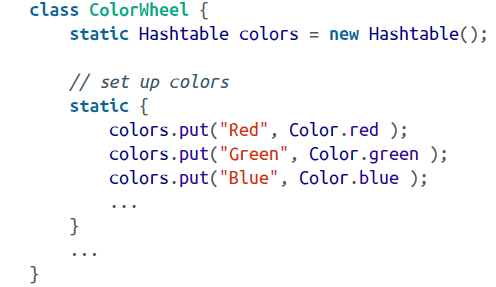 class ColorWheel {
    static Hashtable colors = new Hashtable();

    // set up colors
    static {
        colors.put("Red", Color.red );
        colors.put("Green", Color.green );
        colors.put("Blue", Color.blue );
        ...
    }
    ...
}